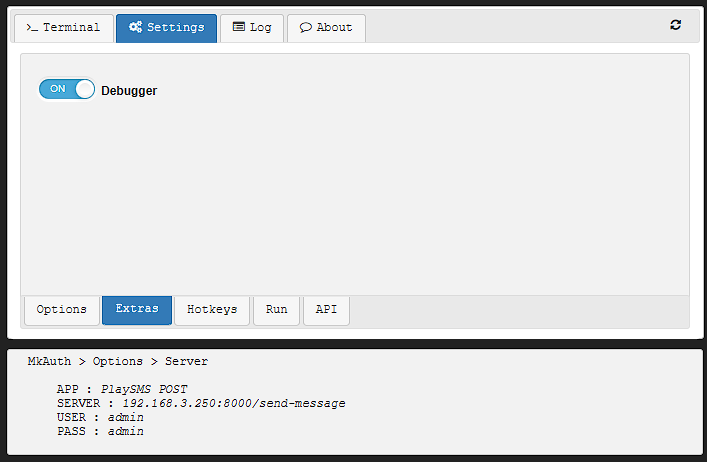 >_ Terminal Settings Log About
ON Debugger
Options Extras Hotkeys Run API
MkAuth > Options > Server
APP : PlaySMS POST
SERVER : 192.168.3.250:8000/send-message
USER : admin
PASS : admin